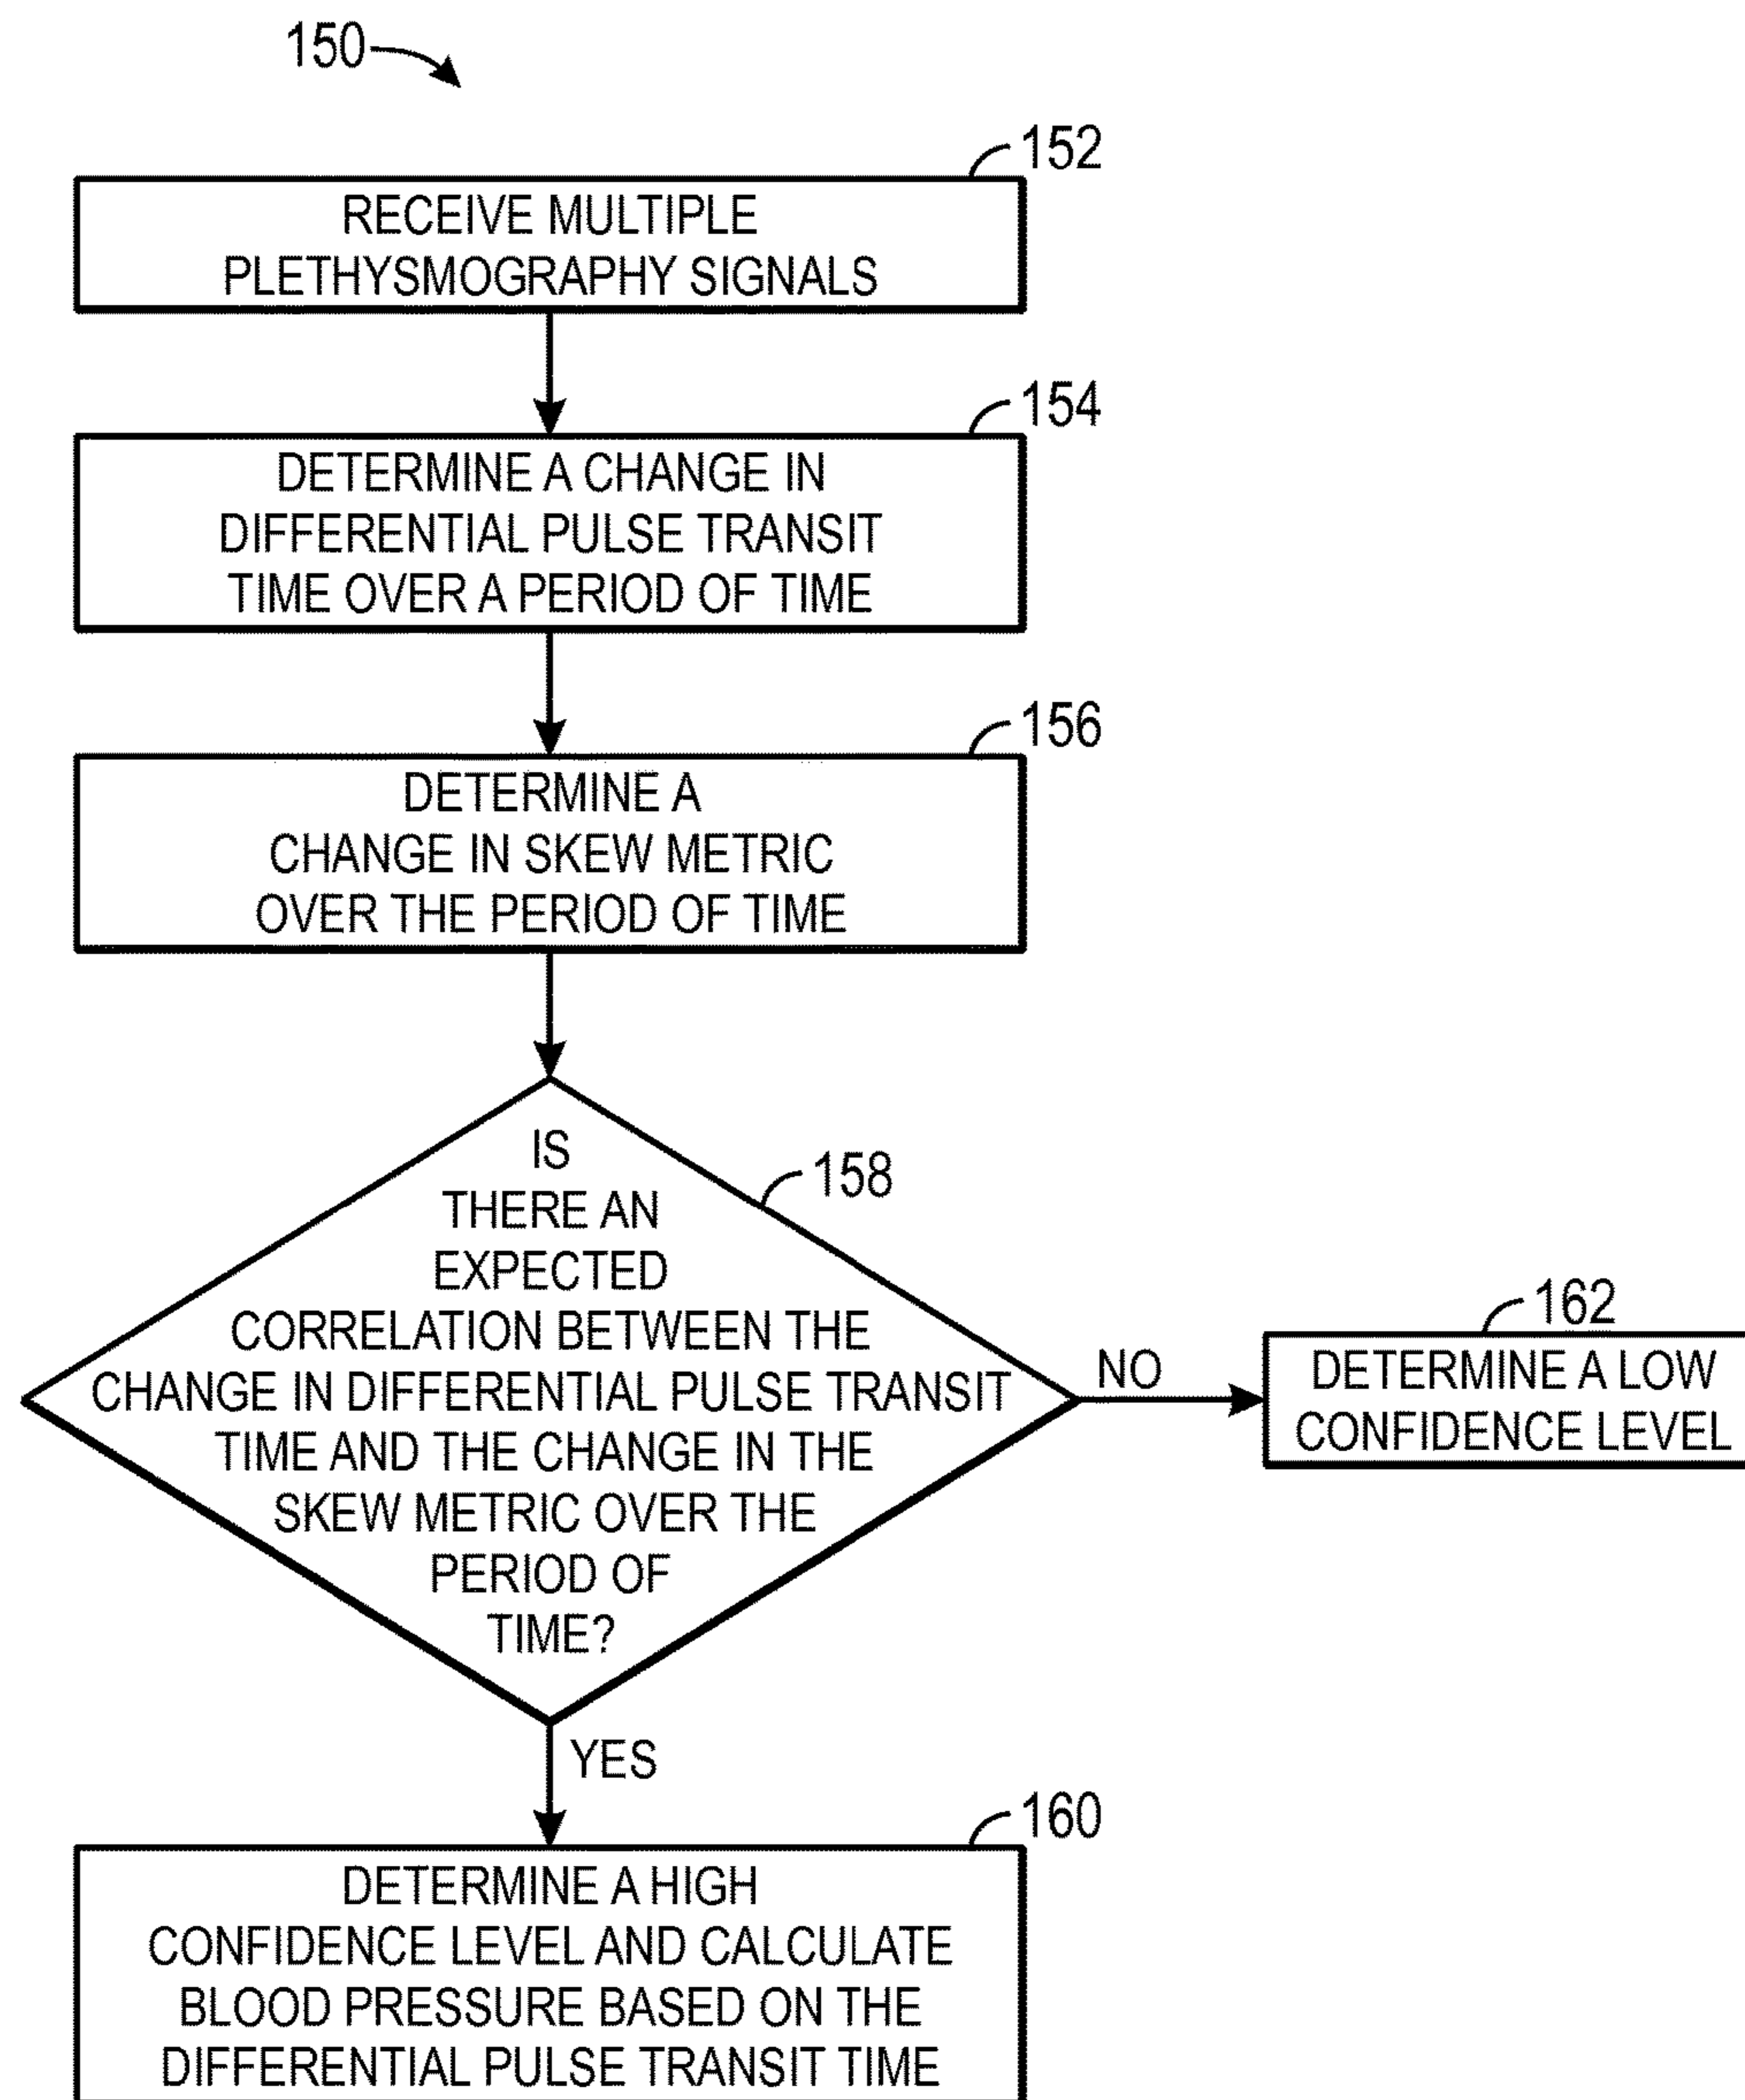 150
152
RECEIVE MULTIPLE
PLETHYSMOGRAPHY SIGNALS
154
DETERMINE A CHANGE IN
DIFFERENTIAL PULSE TRANSIT
TIME OVER A PERIOD OF TIME
156
DETERMINE A
CHANGE IN SKEW METRIC
OVER THE PERIOD OF TIME
158
IS
THERE AN
EXPECTED
CORRELATION BETWEEN THE
CHANGE IN DIFFERENTIAL PULSE TRANSIT
TIME AND THE CHANGE IN THE
SKEW METRIC OVER THE
PERIOD OF
TIME?
NO
162
DETERMINE A LOW
CONFIDENCE LEVEL
YES
160
DETERMINE A HIGH
CONFIDENCE LEVEL AND CALCULATE
BLOOD PRESSURE BASED ON THE
DIFFERENTIAL PULSE TRANSIT TIME